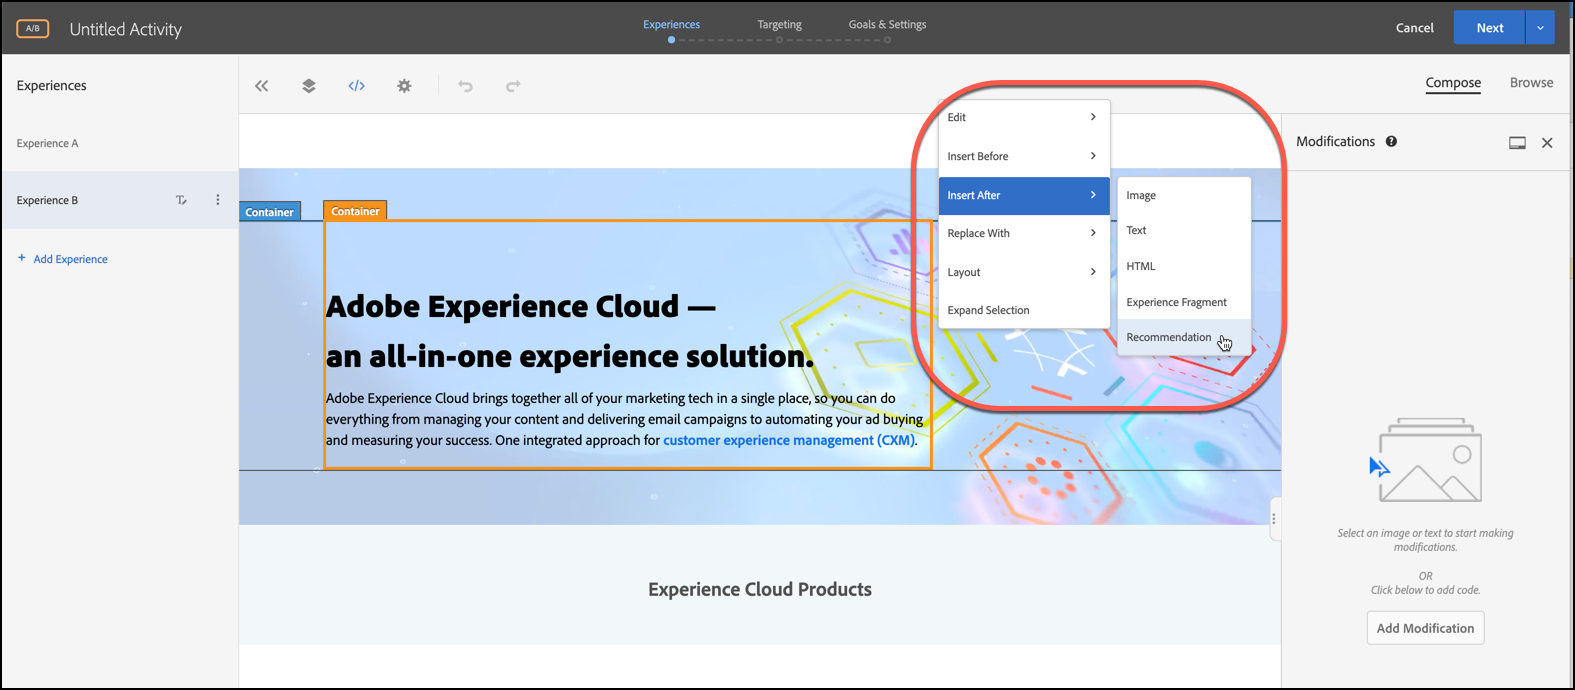 A/B
Untitled Activity
Experiences
Targeting
Goals & Settings
Cancel
Next
Experiences
</>
Compose
Browse
Experience A
Experience B
+ Add Experience
Container
Container
Adobe Experience Cloud —
an all-in-one experience solution.
Adobe Experience Cloud brings together all of your marketing tech in a single place, so you can do
everything from managing your content and delivering email campaigns to automating your ad buying
and measuring your success. One integrated approach for customer experience management (CXM).
Edit
Insert Before
Insert After
Replace With
Layout
Expand Selection
Image
Text
HTML
Experience Fragment
Recommendation
Experience Cloud Products
Modifications
Select an image or text to start making
modifications.
OR
Click below to add code.
Add Modification